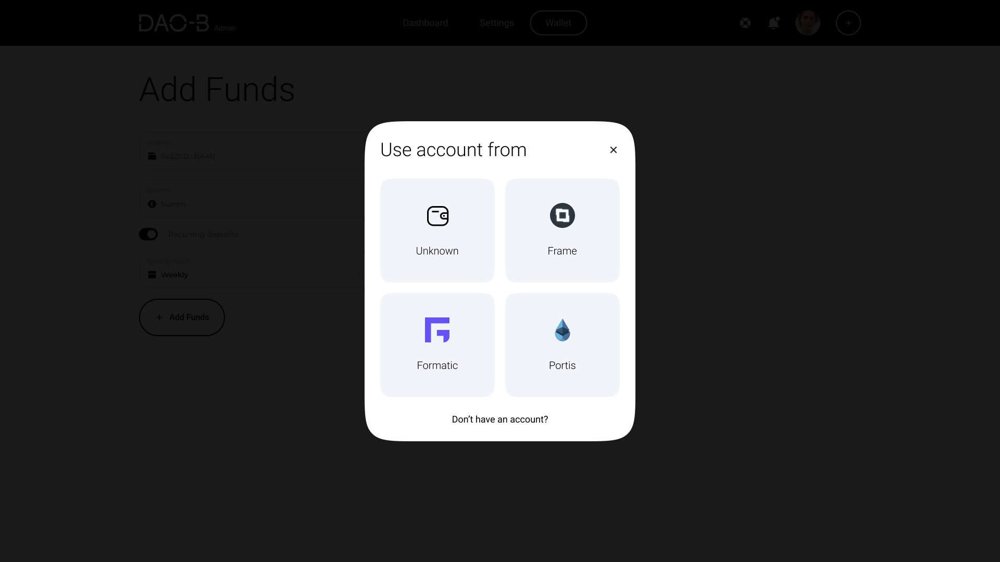 DAO-B Admin
Dashboard
Settings
Wallet
Add Funds
Wallet
0x22bD...BA4B
Somm
Summ
Recurring deposits
Specify days
Weekly
Add Funds
Use account from
Unknown
Frame
Formatic
Portis
Don’t have an account?